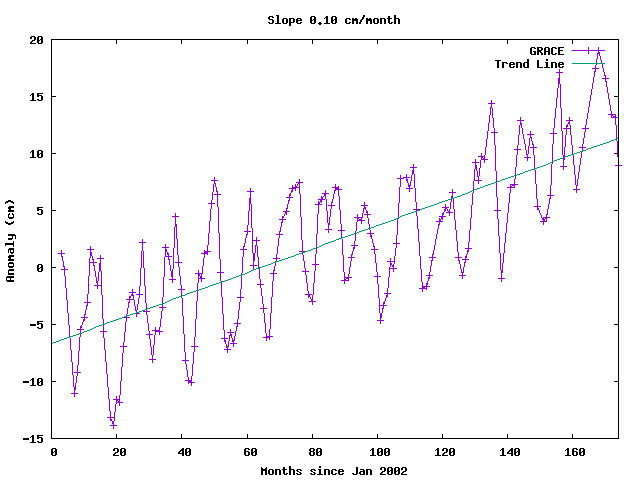 Slope 0.10 cm/month
GRACE
Trend Line
Anomaly (cm)
20
15
10
5
0
-5
-10
-15
0 20 40 60 80 100 120 140 160
Months since Jan 2002